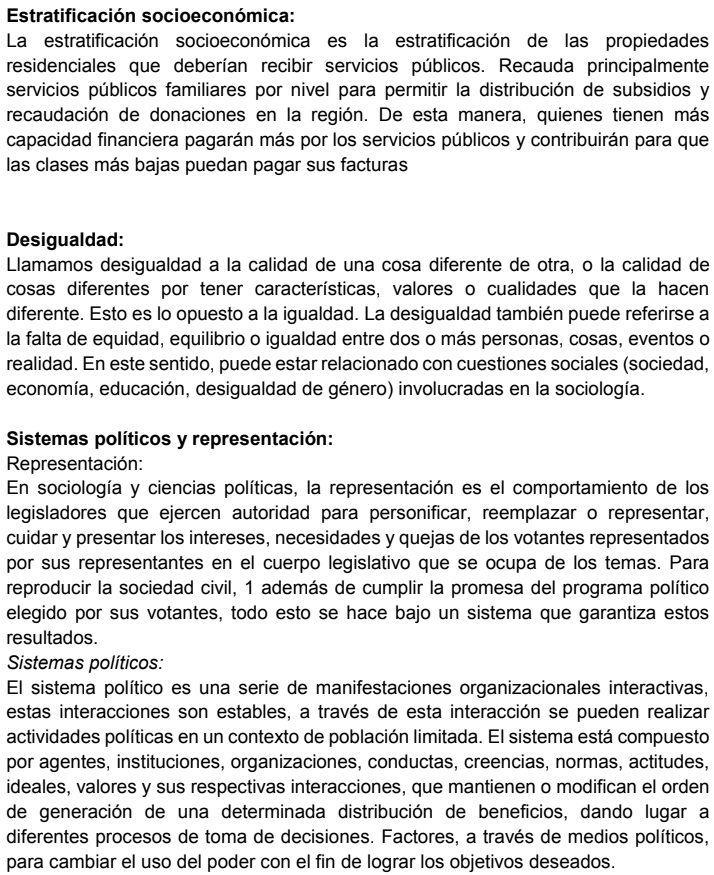 Estratificación socioeconómica:
La estratificación socioeconómica es la estratificación de las propiedades
residenciales que deberían recibir servicios públicos. Recauda principalmente
servicios públicos familiares por nivel para permitir la distribución de subsidios y
recaudación de donaciones en la región. De esta manera, quienes tienen más
capacidad financiera pagarán más por los servicios públicos y contribuirán para que
las clases más bajas puedan pagar sus facturas
Desigualdad:
Llamamos desigualdad a la calidad de una cosa diferente de otra, o la calidad de
cosas diferentes por tener características, valores o cualidades que la hacen
diferente. Esto es lo opuesto a la igualdad. La desigualdad también puede referirse a
la falta de equidad, equilibrio o igualdad entre dos o más personas, cosas, eventos o
realidad. En este sentido, puede estar relacionado con cuestiones sociales (sociedad,
economía, educación, desigualdad de género) involucradas en la sociología.
Sistemas políticos y representación:
Representación:
En sociología y ciencias políticas, la representación es el comportamiento de los
legisladores que ejercen autoridad para personificar, reemplazar o representar,
cuidar y presentar los intereses, necesidades y quejas de los votantes representados
por sus representantes en el cuerpo legislativo que se ocupa de los temas. Para
reproducir la sociedad civil, 1 además de cumplir la promesa del programa político
elegido por sus votantes, todo esto se hace bajo un sistema que garantiza estos
resultados.
Sistemas políticos:
El sistema político es una serie de manifestaciones organizacionales interactivas,
estas interacciones son estables, a través de esta interacción se pueden realizar
actividades políticas en un contexto de población limitada. El sistema está compuesto
por agentes, instituciones, organizaciones, conductas, creencias, normas, actitudes,
ideales, valores y sus respectivas interacciones, que mantienen o modifican el orden
de generación de una determinada distribución de beneficios, dando lugar a
diferentes procesos de toma de decisiones. Factores, a través de medios políticos,
para cambiar el uso del poder con el fin de lograr los objetivos deseados.